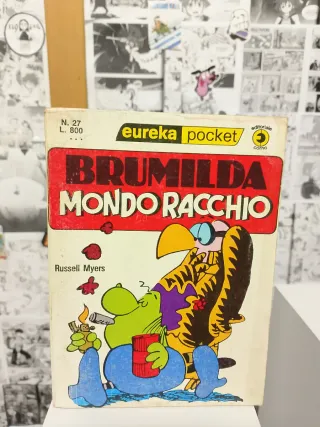 N. 27
L. 800
eureka pocket
BRUMILDA
MONDO RACCHIO
Russell Myers